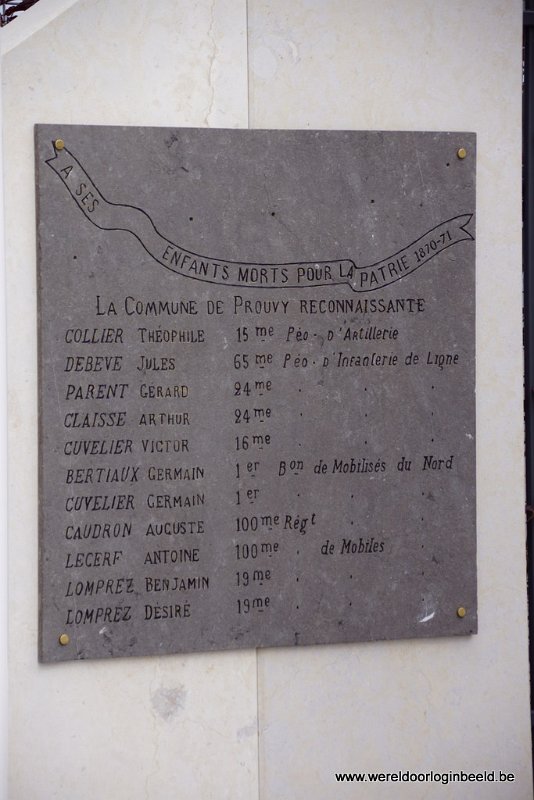 A SES ENFANTS MORTS POUR LA PATRIE 1870-71
LA COMMUNE DE PROUVY RECONNAISSANTE
COLLIER THÉOPHILE 15me Péo. D'Artillerie
DEBEVE JULES 65me Péo. D'Infanterie de Ligne
PARENT GERARD 24me . . .
CLAISSE ARTHUR 24me . . .
CUVELIER VICTOR 16me . . .
BERTIAUX GERMAIN 1er Bon de Mobilisés du Nord
CUVELIER GERMAIN 1er . . .
CAUDRON AUGUSTE 100me Régt . .
LECERF ANTOINE 100me . de Mobiles .
LOMPREZ BENJAMIN 19me . . .
LOMPREZ DÉSIRÉ 19me . . .
www.wereldoorloginbeeld.be